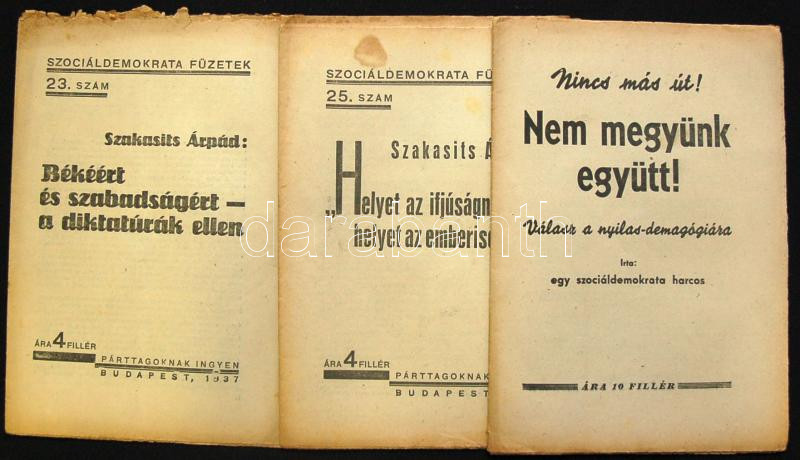 SZOCIÁLDEMOKRATA FÜZETEK
23. SZÁM
Szakasits Árpád:
Békéért
és szabadságért —
a diktatúrák ellen
ÁRA 4 FILLÉR
PÁRTTAGOKNAK INGYEN
BUDAPEST, 1937
SZOCIÁLDEMOKRATA FÜ
25. SZÁM
Szakasits Á
„Helyet az ifjúságn
helyet az emberisé
ÁRA 4 FILLÉR
PÁRTTAGOKNAK
BUDAPEST
Nincs más út!
Nem megyünk
együtt!
Válasz a nyilas-demagógiára
Irta:
egy szociáldemokrata harcos
ÁRA 10 FILLÉR
darabanth